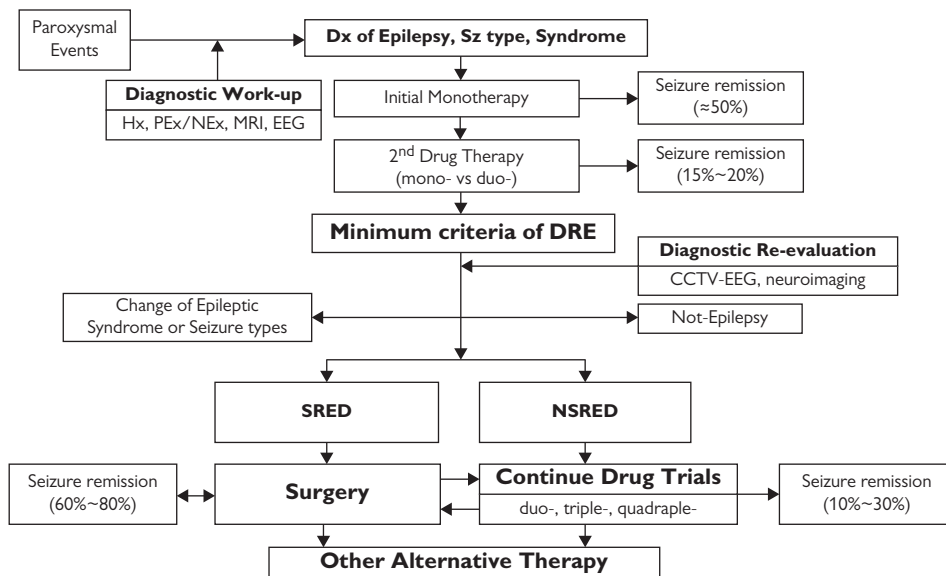 Paroxysmal
Events
Dx of Epilepsy, Sz type, Syndrome
Diagnostic Work-up
Hx, PEx/NEx, MRI, EEG
Initial Monotherapy
Seizure remission
(≈50%)
2nd Drug Therapy
(mono- vs duo-)
Seizure remission
(15%~20%)
Minimum criteria of DRE
Diagnostic Re-evaluation
CCTV-EEG, neuroimaging
Change of Epileptic
Syndrome or Seizure types
Not-Epilepsy
SRED
NSRED
Seizure remission
(60%~80%)
Surgery
Continue Drug Trials
duo-, triple-, quadraple-
Seizure remission
(10%~30%)
Other Alternative Therapy